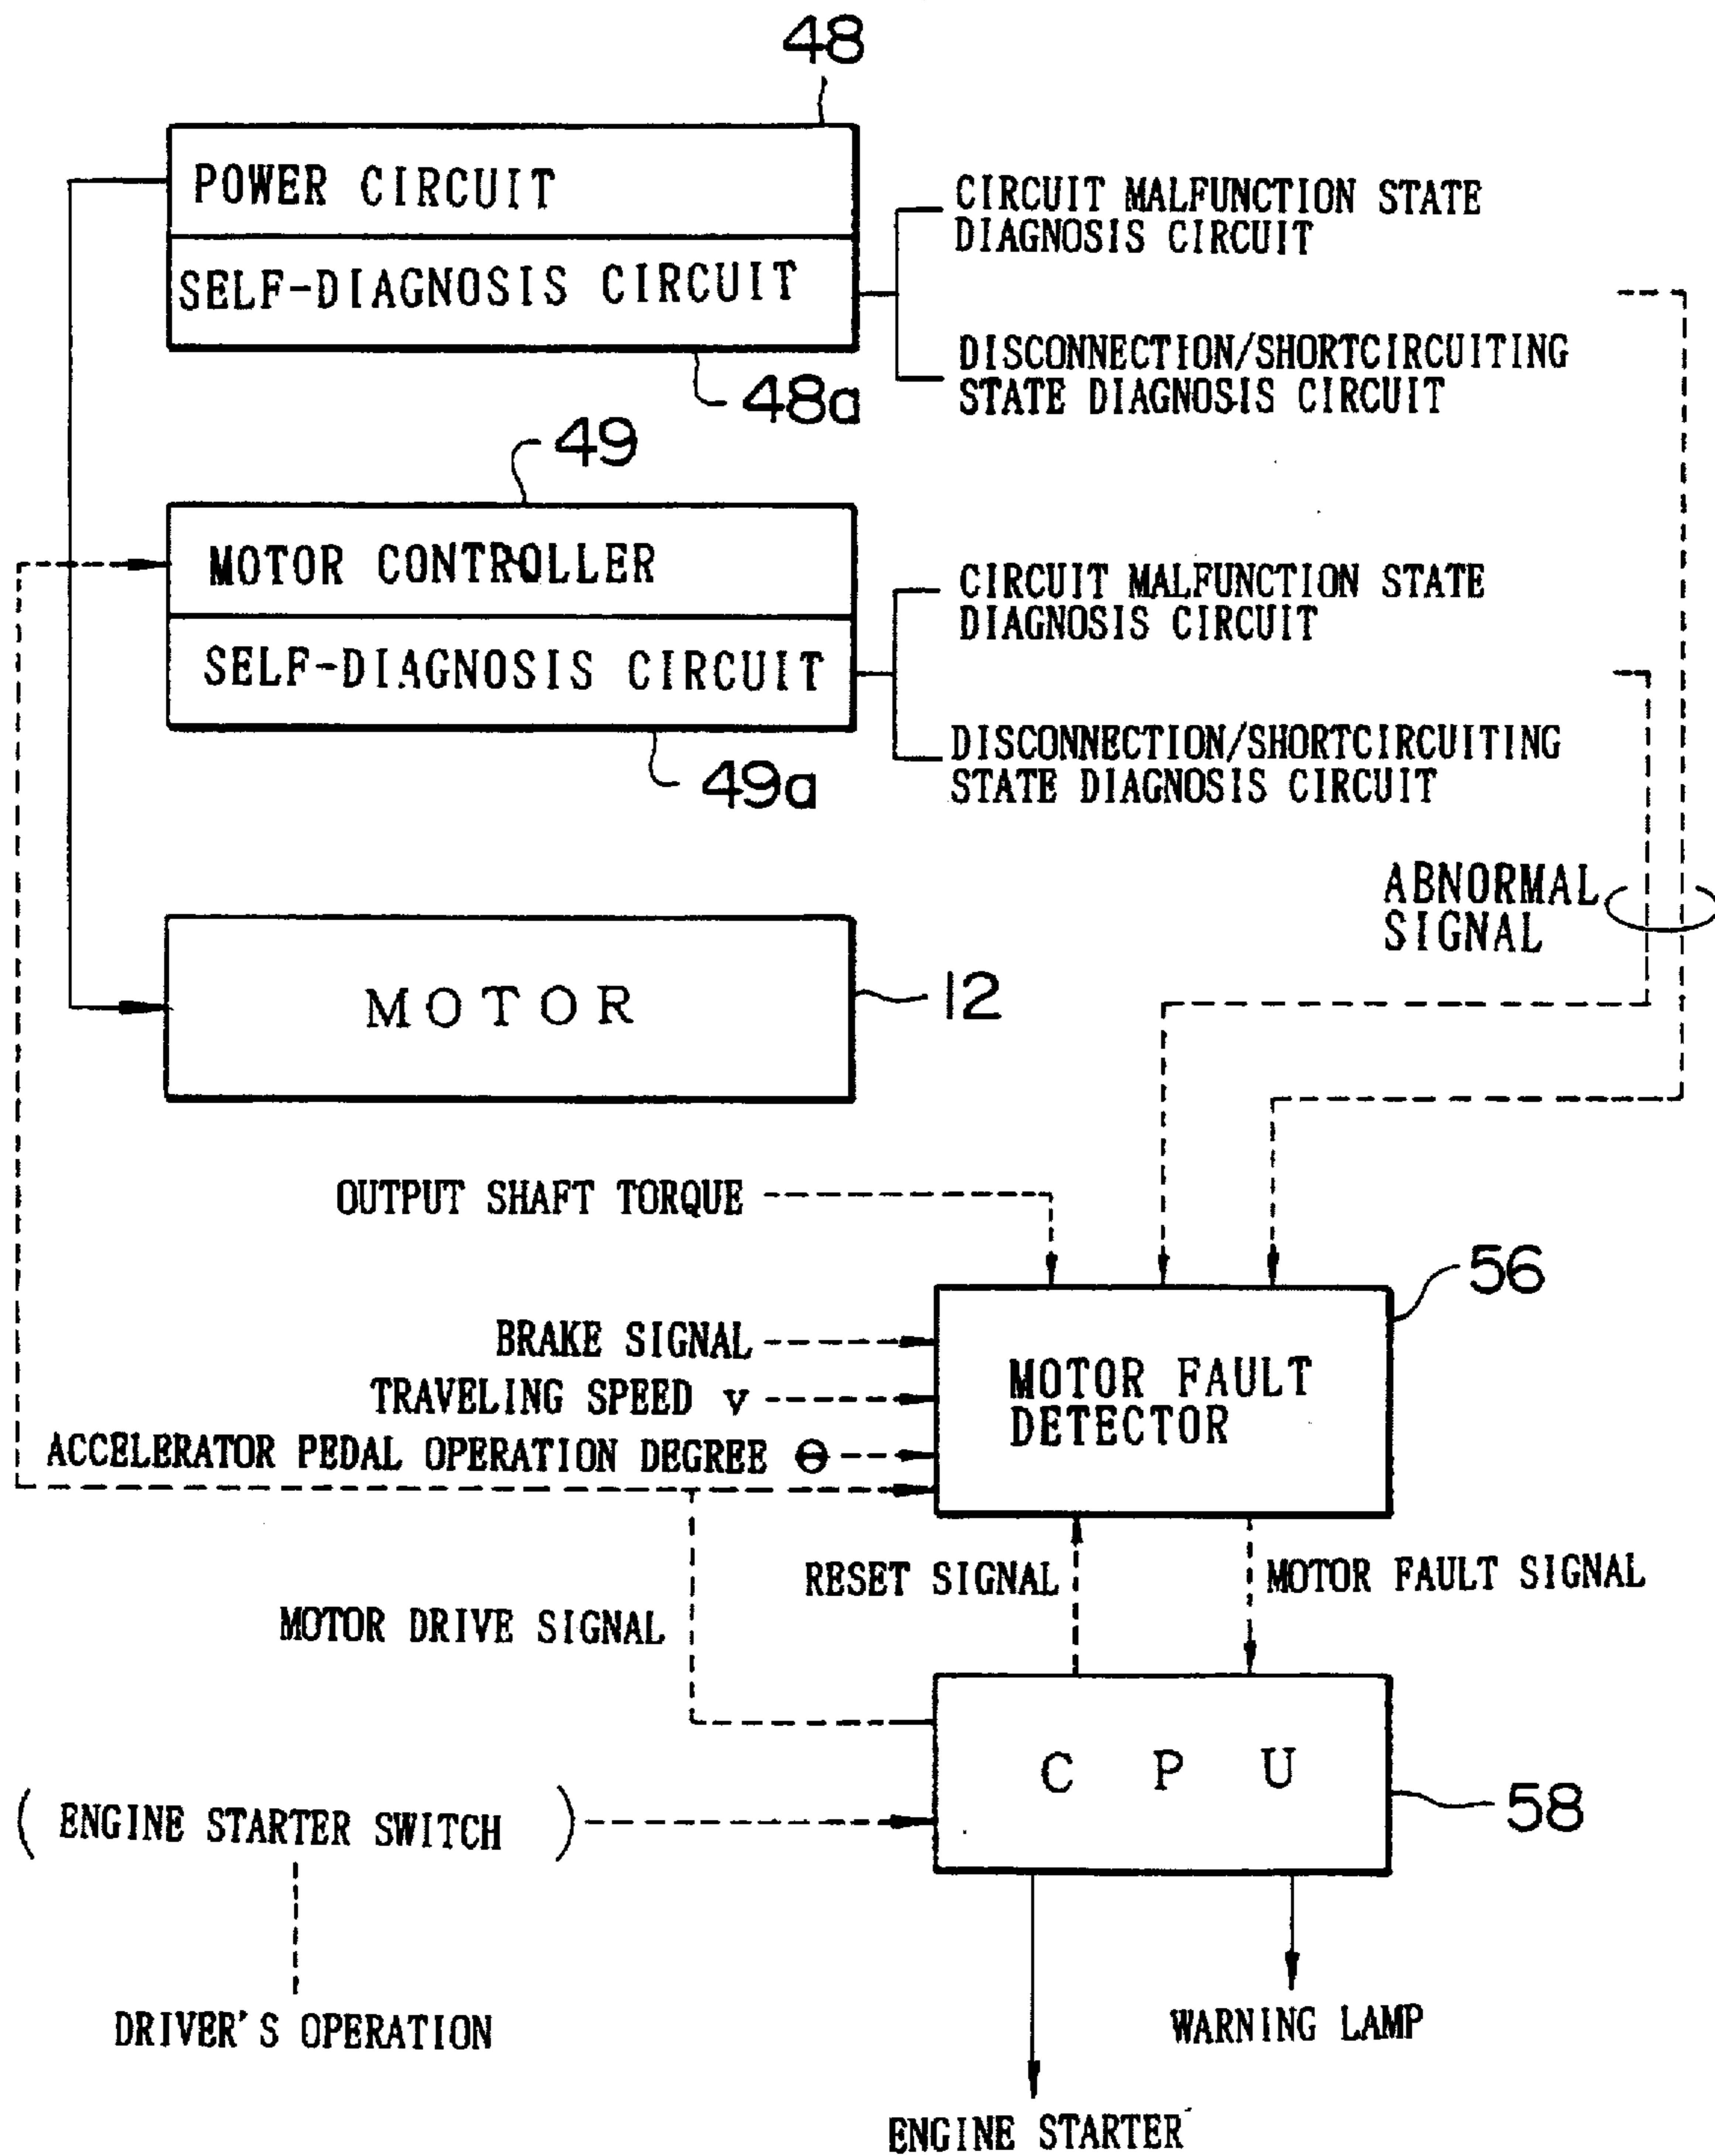 48
POWER CIRCUIT
SELF-DIAGNOSIS CIRCUIT
48a
CIRCUIT MALFUNCTION STATE
DIAGNOSIS CIRCUIT
DISCONNECTION/SHORTCIRCUITING
STATE DIAGNOSIS CIRCUIT
49
MOTOR CONTROLLER
SELF-DIAGNOSIS CIRCUIT
49a
CIRCUIT MALFUNCTION STATE
DIAGNOSIS CIRCUIT
DISCONNECTION/SHORTCIRCUITING
STATE DIAGNOSIS CIRCUIT
ABNORMAL
SIGNAL
MOTOR
12
OUTPUT SHAFT TORQUE
56
BRAKE SIGNAL
TRAVELING SPEED v
ACCELERATOR PEDAL OPERATION DEGREE Θ
MOTOR FAULT
DETECTOR
RESET SIGNAL
MOTOR FAULT SIGNAL
MOTOR DRIVE SIGNAL
CPU
58
( ENGINE STARTER SWITCH )
DRIVER'S OPERATION
WARNING LAMP
ENGINE STARTER